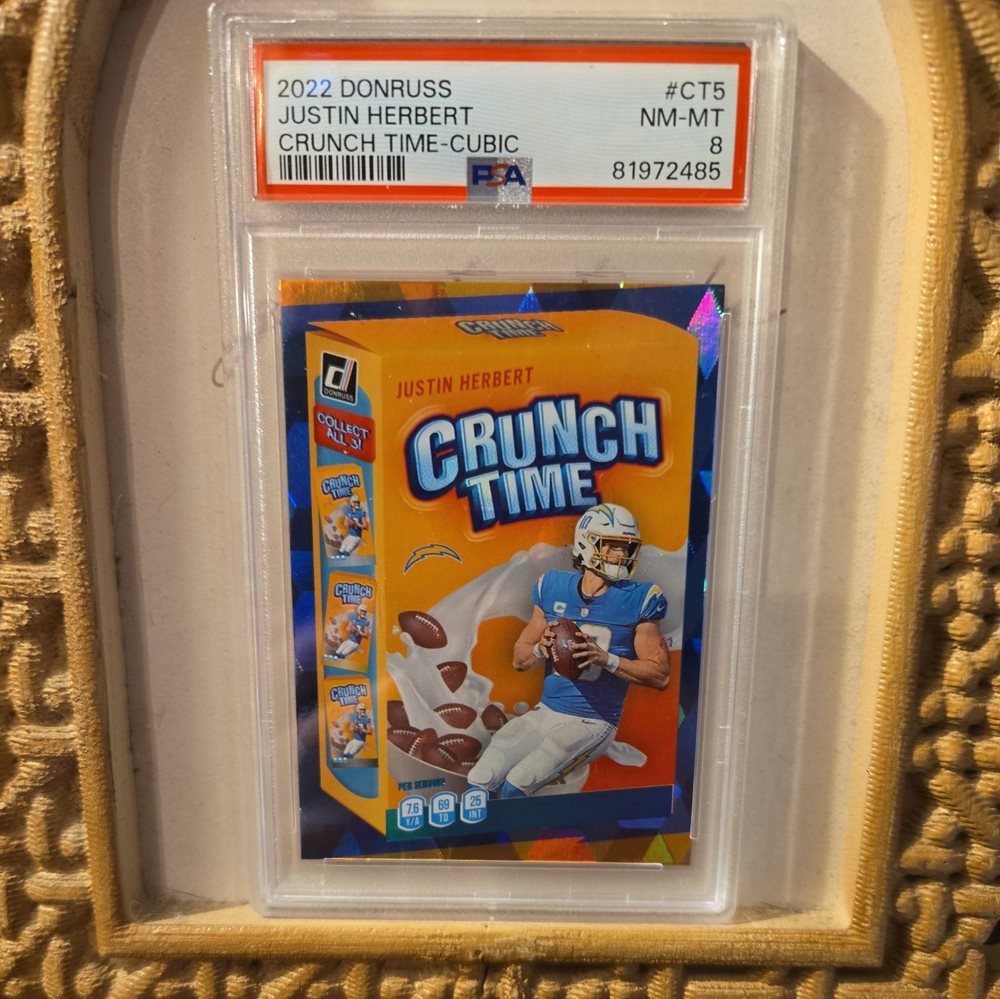 2022 DONRUSS #CT5
JUSTIN HERBERT NM-MT
CRUNCH TIME-CUBIC 8
PSA 81972485
CRUNCH
TIME
DONRUSS
JUSTIN HERBERT
COLLECT
ALL 3!
CRUNCH
TIME
CRUNCH
TIME
CRUNCH
TIME
CRUNCH
TIME
PER SERVING
7.6 69 25
Y/A TD INT